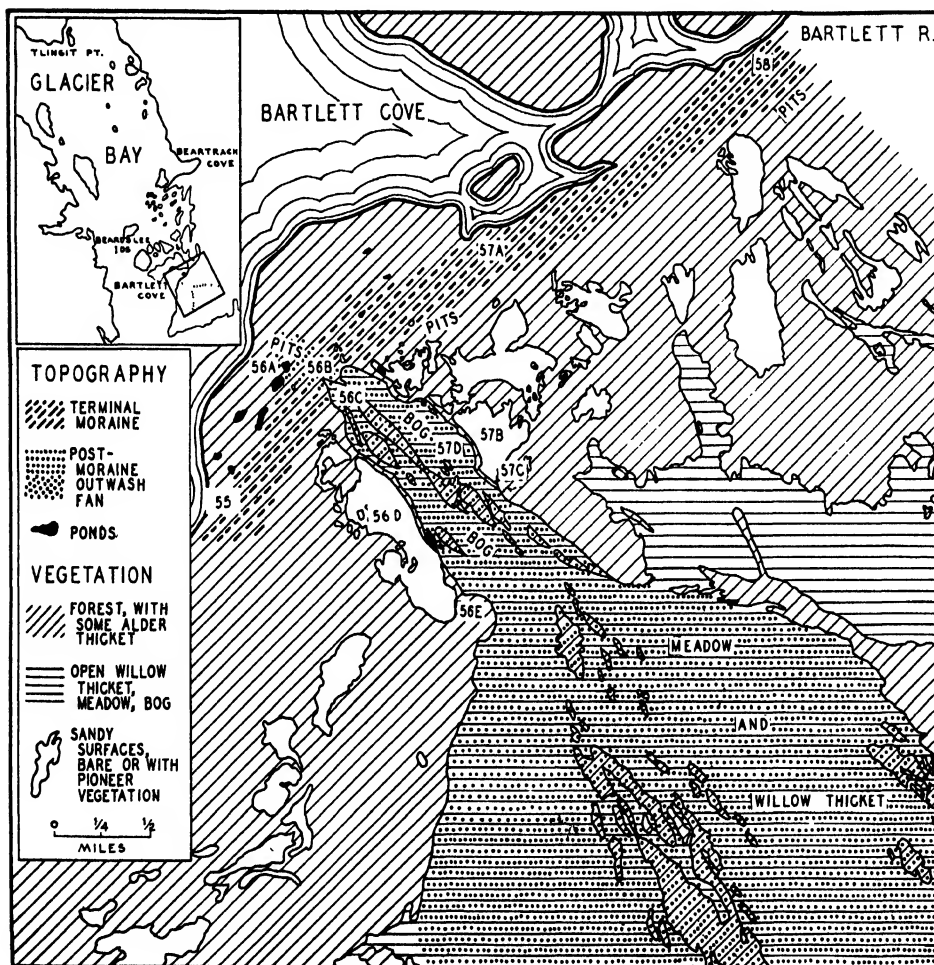 TLINGIT PT.
GLACIER
BAY
BEARTRACK
COVE
BEARDSLEE
IDS
BARTLETT
COVE
BARTLETT R.
BARTLETT COVE
58
PITS
57A
PITS
PITS
56A
56B
56C
BOG
57B
57D
57C
55
D'
56D
BOG
56E
MEADOW
AND
WILLOW THICKET
TOPOGRAPHY
TERMINAL
MORAINE
POST-
MORAINE
OUTWASH
FAN
PONDS
VEGETATION
FOREST, WITH
SOME ALDER
THICKET
OPEN WILLOW
THICKET,
MEADOW, BOG
SANDY
SURFACES,
BARE OR WITH
PIONEER
VEGETATION
0 1/4 1/2
MILES